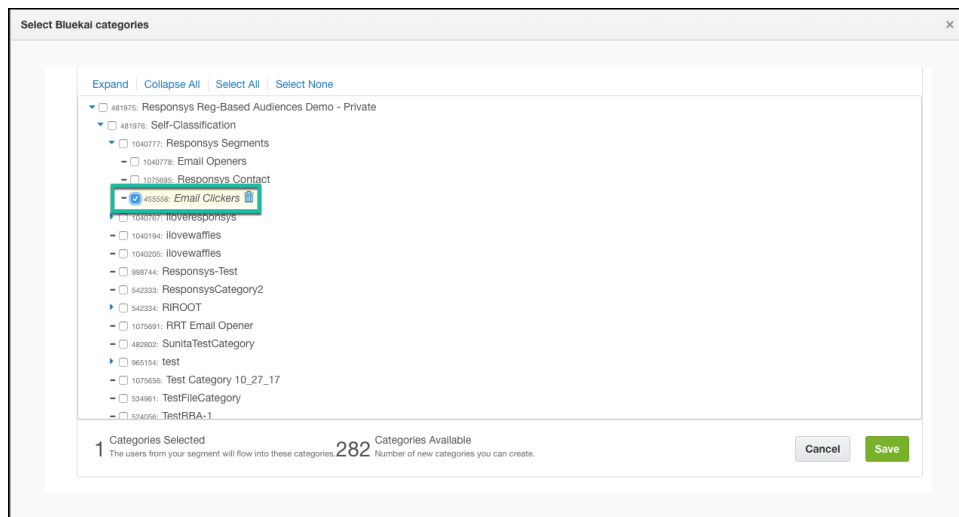 Select Bluekai categories ×
Expand Collapse All Select All Select None
481975: Responsys Reg-Based Audiences Demo - Private
481976: Self-Classification
1040777: Responsys Segments
1040778: Email Openers
1075695: Responsys Contact
455556: Email Clickers
1040767: iloveresponsys
1040194: ilovewaffles
1040205: ilovewaffles
998744: Responsys-Test
542333: ResponsysCategory2
542334: RIROOT
1075691: RRT Email Opener
482802: SunitaTestCategory
965154: test
1075656: Test Category 10_27_17
534961: TestFileCategory
524056: TestRBA-1
1 Categories Selected
The users from your segment will flow into these categories.
282 Categories Available
Number of new categories you can create.
Cancel Save